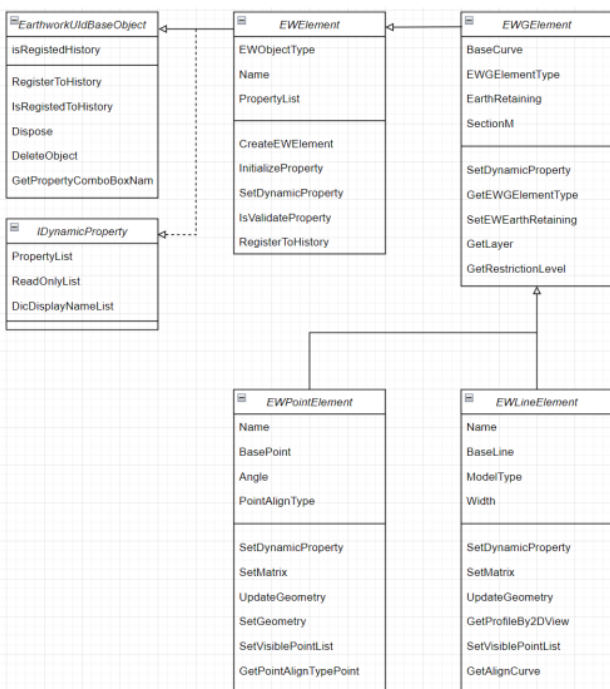 EarthworkUIdBaseObject
isRegistedHistory
RegisterToHistory
IsRegistedToHistory
Dispose
DeleteObject
GetPropertyComboBoxNam
IDynamicProperty
PropertyList
ReadOnlyList
DicDisplayNameList
EWElement
EWObjectType
Name
PropertyList
CreateEWElement
InitializeProperty
SetDynamicProperty
IsValidateProperty
RegisterToHistory
EWGElement
BaseCurve
EWGElementType
EarthRetaining
SectionM
SetDynamicProperty
GetEWGElementType
SetEWEarthRetaining
GetLayer
GetRestrictionLevel
EWPointElement
Name
BasePoint
Angle
PointAlignType
SetDynamicProperty
SetMatrix
UpdateGeometry
SetGeometry
SetVisiblePointList
GetPointAlignTypePoint
EWLineElement
Name
BaseLine
ModelType
Width
SetDynamicProperty
SetMatrix
UpdateGeometry
GetProfileBy2DView
SetVisiblePointList
GetAlignCurve